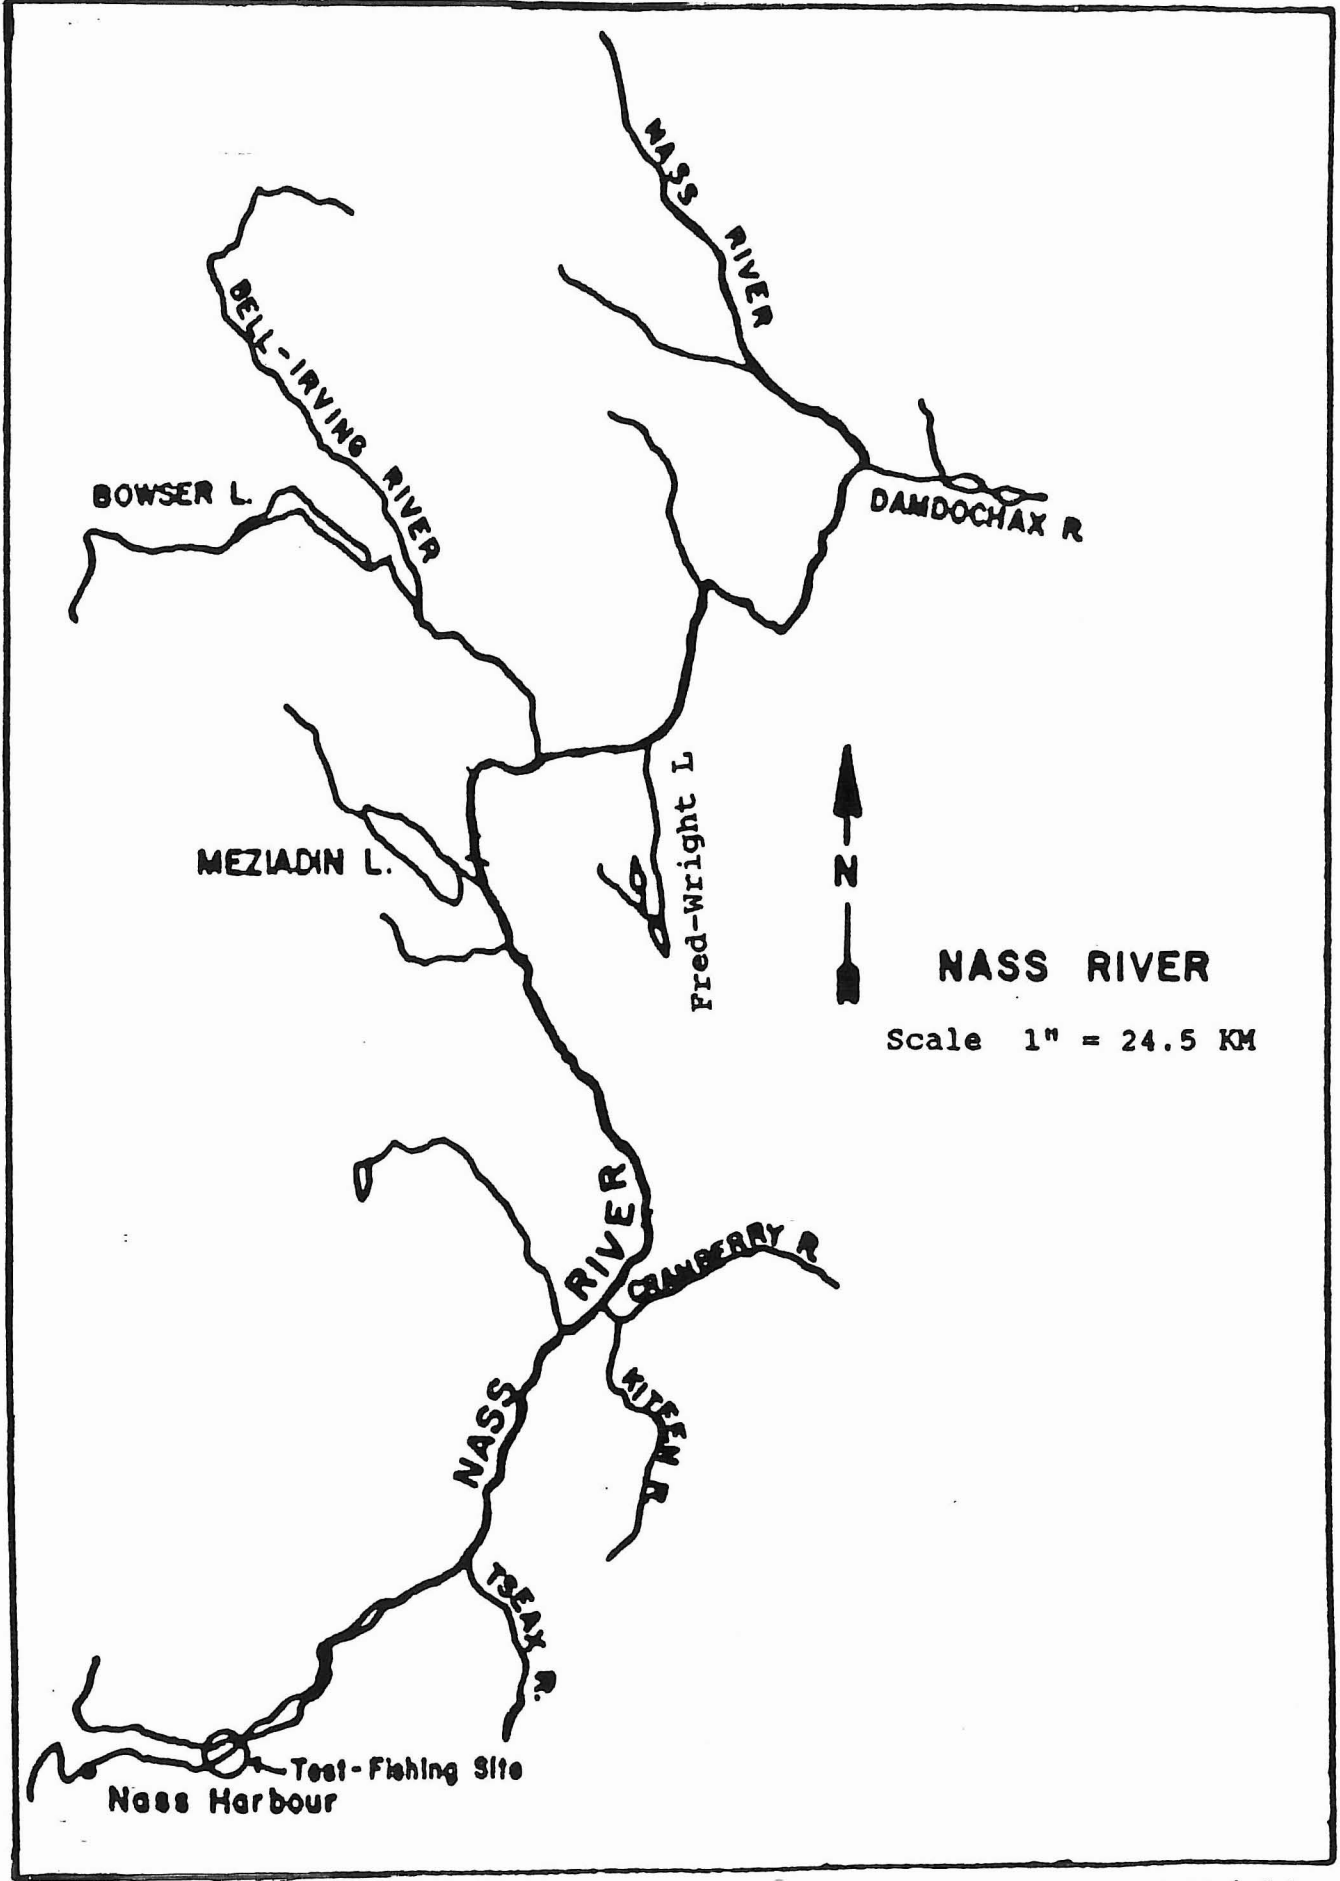 NASS RIVER
BELL-IRVING RIVER
BOWSER L.
DAMDOCHAX R
MEZIADIN L.
Fred-Wright L
N
NASS RIVER
Scale 1" = 24.5 KM
NASS RIVER
CRANBERRY R
KITEEN R
TSEAX R.
Test-Fishing Site
Nass Harbour